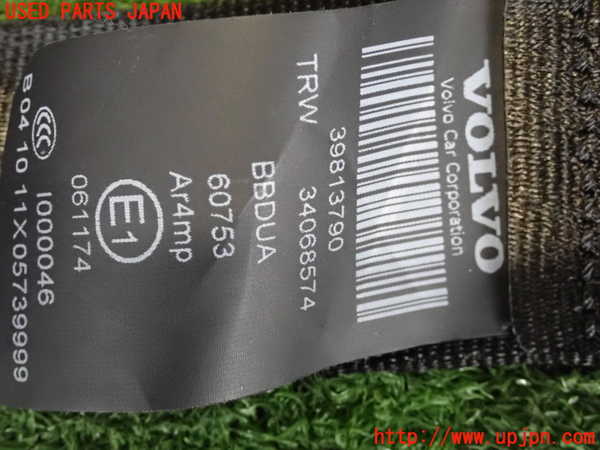 USED PARTS JAPAN
VOLVO
Volvo Car Corporation
39813790
TRW 34068574
BBDUA
60753
Ar4mp
E1
061174
CCC I000046
B04 10 11X05739999
http://www.upjpn.com/